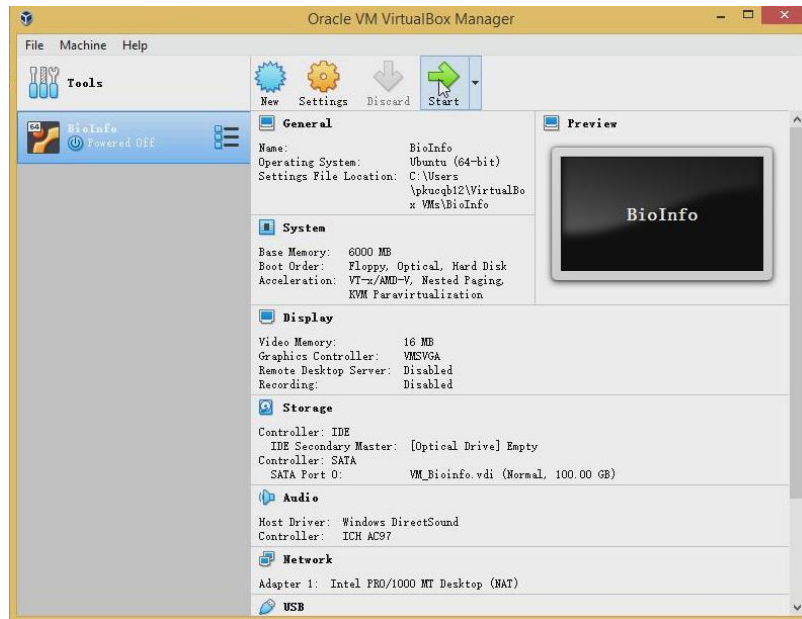 Oracle VM VirtualBox Manager
File Machine Help
Tools
New Settings Discard Start
64 BioInfo
Powered Off
General
Name: BioInfo
Operating System: Ubuntu (64-bit)
Settings File Location: C:\Users
\pkucqb12\VirtualBo
x VMs\BioInfo
Preview
BioInfo
System
Base Memory: 6000 MB
Boot Order: Floppy, Optical, Hard Disk
Acceleration: VT-x/AMD-V, Nested Paging,
KVM Paravirtualization
Display
Video Memory: 16 MB
Graphics Controller: VMSVGA
Remote Desktop Server: Disabled
Recording: Disabled
Storage
Controller: IDE
IDE Secondary Master: [Optical Drive] Empty
Controller: SATA
SATA Port 0: VM_Bioinfo.vdi (Normal, 100.00 GB)
Audio
Host Driver: Windows DirectSound
Controller: ICH AC97
Network
Adapter 1: Intel PRO/1000 MT Desktop (NAT)
USB